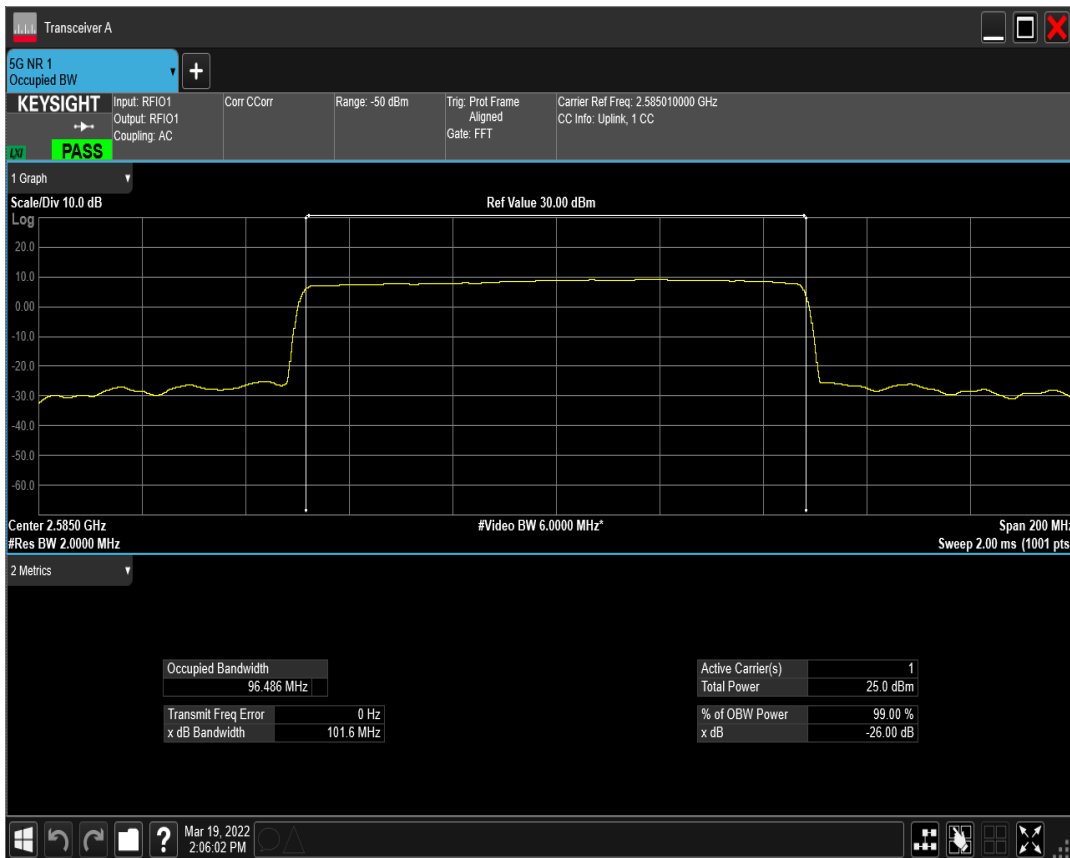 Transceiver A
5G NR 1
Occupied BW
KEYSIGHT
LXI
PASS
Input: RFIO1
Output: RFIO1
Coupling: AC
Corr CCorr
Range: -50 dBm
Trig: Prot Frame
Aligned
Gate: FFT
Carrier Ref Freq: 2.585010000 GHz
CC Info: Uplink, 1 CC
1 Graph
Scale/Div 10.0 dB
Ref Value 30.00 dBm
Log
20.0
10.0
0.00
-10.0
-20.0
-30.0
-40.0
-50.0
-60.0
Center 2.5850 GHz
#Video BW 6.0000 MHz*
Span 200 MHz
#Res BW 2.0000 MHz
Sweep 2.00 ms (1001 pts
2 Metrics
Occupied Bandwidth
96.486 MHz
Transmit Freq Error 0 Hz
x dB Bandwidth 101.6 MHz
Active Carrier(s) 1
Total Power 25.0 dBm
% of OBW Power 99.00 %
x dB -26.00 dB
?
Mar 19, 2022
2:06:02 PM